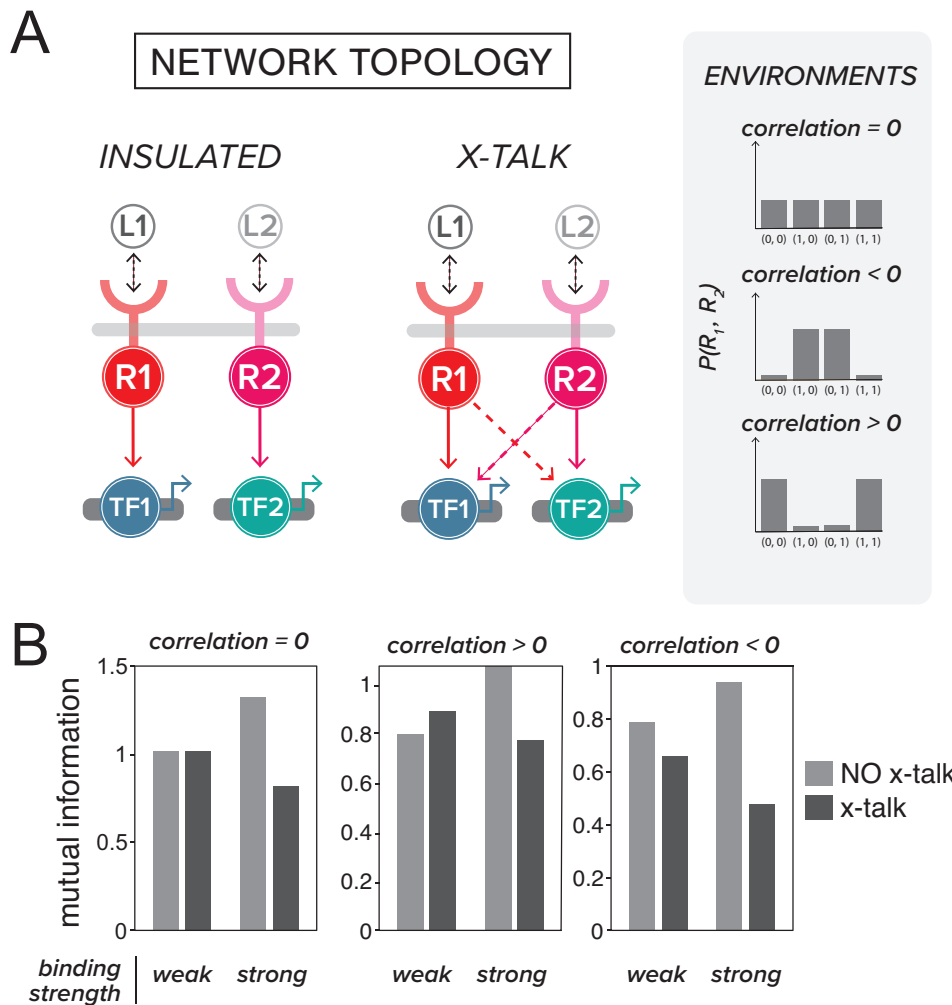 A
NETWORK TOPOLOGY
INSULATED
X-TALK
L1
L2
L1
L2
R1
R2
R1
R2
TF1
TF2
TF1
TF2
ENVIRONMENTS
correlation = 0
(0, 0) (1, 0) (0, 1) (1, 1)
correlation < 0
P(R1, R2)
(0, 0) (1, 0) (0, 1) (1, 1)
correlation > 0
(0, 0) (1, 0) (0, 1) (1, 1)
B
correlation = 0
mutual information
1.5
1
0.5
0
weak strong
correlation > 0
1
0.8
0.6
0.4
0.2
0
weak strong
correlation < 0
1
0.8
0.6
0.4
0.2
0
weak strong
binding
strength
NO x-talk
x-talk